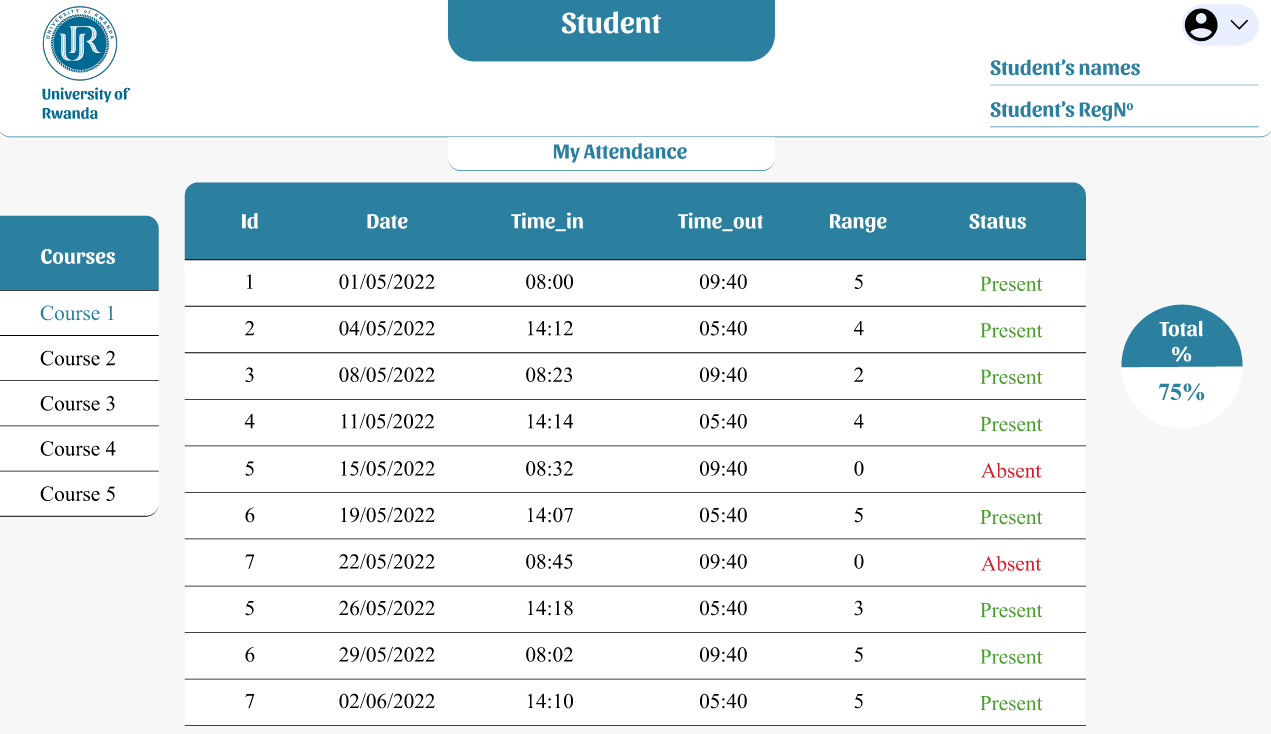 UNIVERSITY of RWANDA
UR
University of
Rwanda
Student
Student's names
Student's RegNº
My Attendance
Courses
Course 1
Course 2
Course 3
Course 4
Course 5
Id Date Time_in Time_out Range Status
1 01/05/2022 08:00 09:40 5 Present
2 04/05/2022 14:12 05:40 4 Present
3 08/05/2022 08:23 09:40 2 Present
4 11/05/2022 14:14 05:40 4 Present
5 15/05/2022 08:32 09:40 0 Absent
6 19/05/2022 14:07 05:40 5 Present
7 22/05/2022 08:45 09:40 0 Absent
5 26/05/2022 14:18 05:40 3 Present
6 29/05/2022 08:02 09:40 5 Present
7 02/06/2022 14:10 05:40 5 Present
Total
%
75%